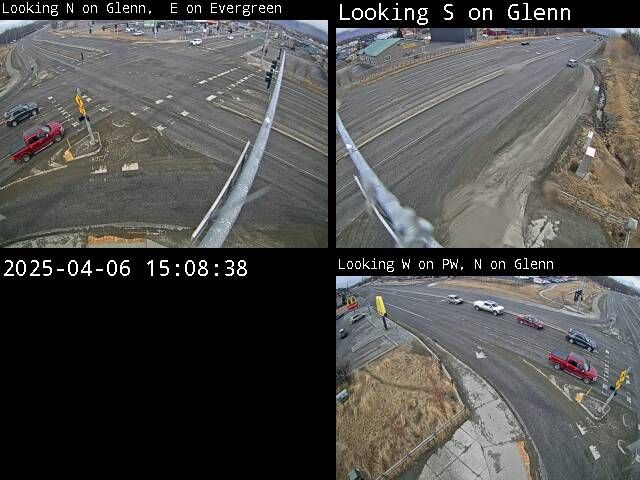 Looking N on Glenn, E on Evergreen
Looking S on Glenn
2025-04-06 15:08:38
Looking W on PW, N on Glenn